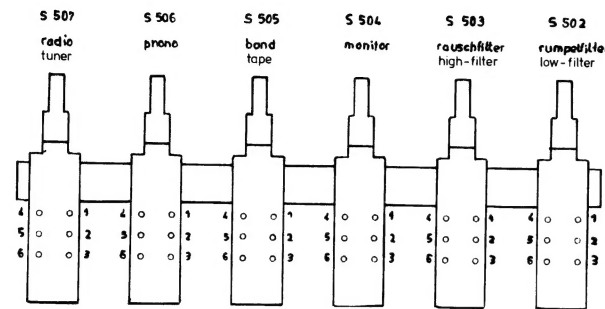 S 507 S 506 S 505 S 504 S 503 S 502
radio phono band monitor rauschfilter rumpelfilte
tuner tape high-filter low-filter
4 1 4 1 4 1 4 1 4 1 4 1
5 2 5 2 5 2 5 2 5 2 5 2
6 3 6 3 6 3 6 3 6 3 6 3